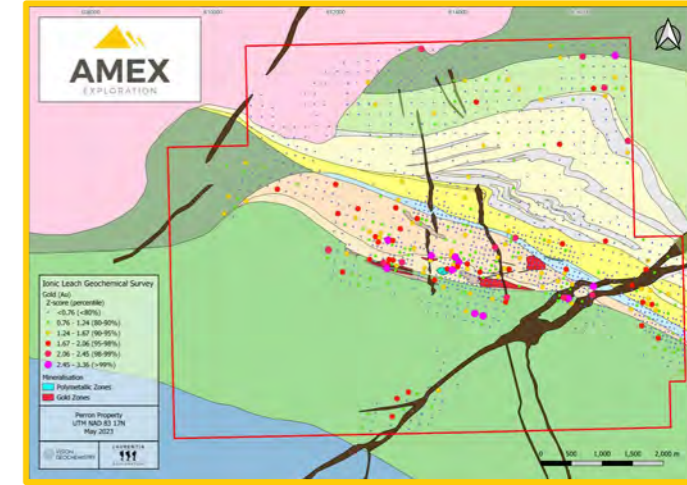 AMEX
EXPLORATION
Ionic Leach Geochemical Survey
Gold (Au)
Z-score (percentile)
<0.76 (<80%)
0.76 - 1.24 (80-90%)
1.24 - 1.67 (90-95%)
1.67 - 2.06 (95-98%)
2.06 - 2.45 (98-99%)
2.45 - 3.36 (>99%)
Mineralisation
Polymetallic Zones
Gold Zones
Perron Property
UTM NAD 83 17N
May 2023
VISION
GEOCHEMISTRY
LAURENTIA
0 500 1,000 1,500 2,000 m